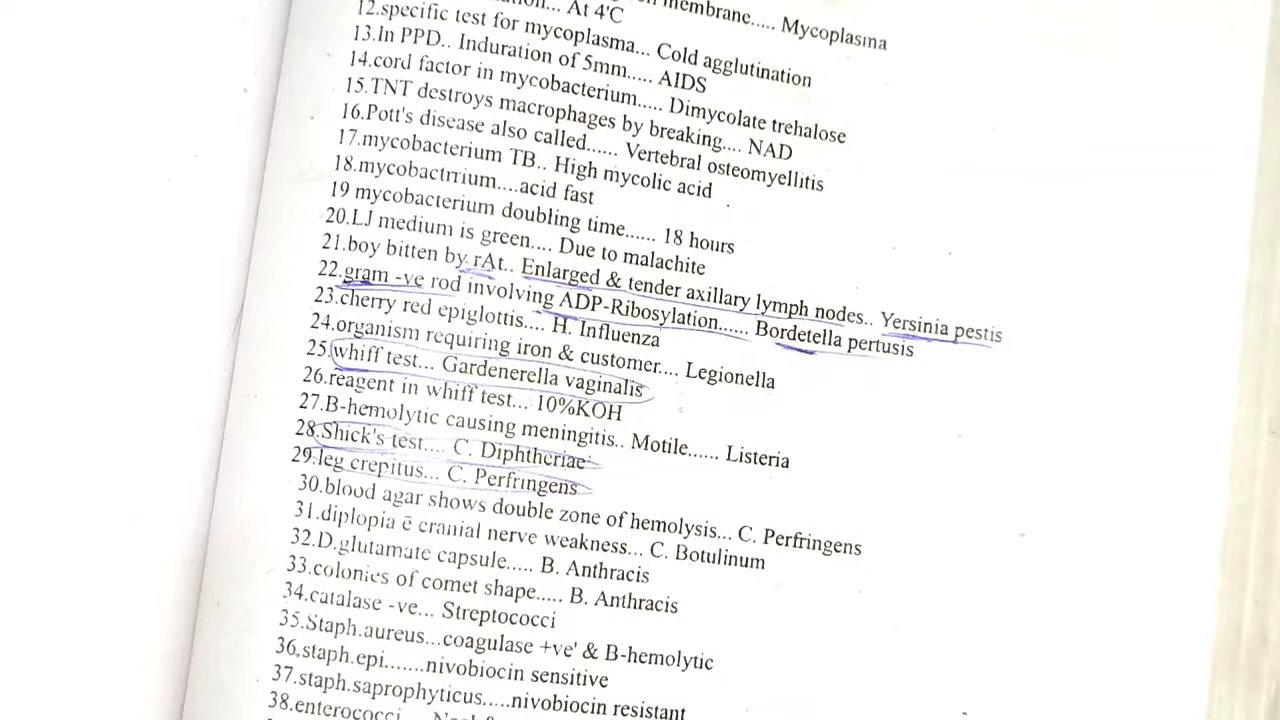 membrane..... Mycoplasma
At 4'C
12.specific test for mycoplasma... Cold agglutination
13.In PPD.. Induration of 5mm..... AIDS
14.cord factor in mycobacterium..... Dimycolate trehalose
15.TNT destroys macrophages by breaking.... NAD
16.Pott's disease also called...... Vertebral osteomyellitis
17.mycobacterium TB.. High mycolic acid
18.mycobactrrium....acid fast
19 mycobacterium doubling time...... 18 hours
20.LJ medium is green.... Due to malachite
21.boy bitten by rAt.. Enlarged & tender axillary lymph nodes.. Yersinia pestis
22.gram -ve rod involving ADP-Ribosylation...... Bordetella pertusis
23.cherry red epiglottis.... H. Influenza
24.organism requiring iron & customer.... Legionella
25.whiff test... Gardenerella vaginalis
26.reagent in whiff test... 10%KOH
27.B-hemolytic causing meningitis.. Motile...... Listeria
28.Shick's test.... C. Diphtheriae
29.leg crepitus... C. Perfringens
30.blood agar shows double zone of hemolysis... C. Perfringens
31.diplopia ē cranial nerve weakness... C. Botulinum
32.D.glutamate capsule..... B. Anthracis
33.colonies of comet shape..... B. Anthracis
34.catalase -ve... Streptococci
35.Staph.aureus...coagulase +ve' & B-hemolytic
36.staph.epi.......nivobiocin sensitive
37.staph.saprophyticus.....nivobiocin resistant
38.enterococci....